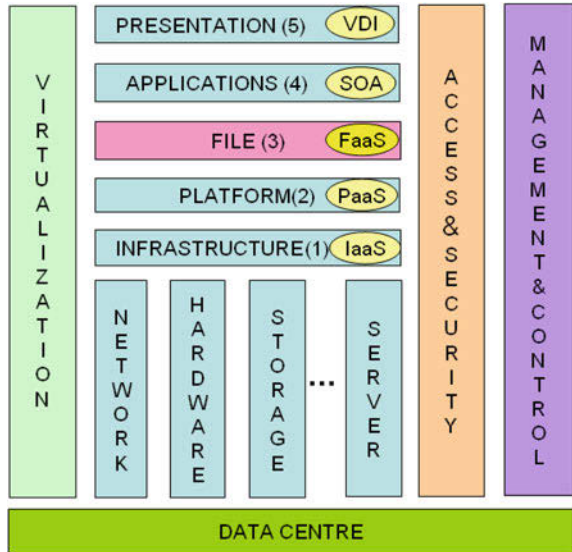 VIRTUALIZATION
PRESENTATION (5) VDI
APPLICATIONS (4) SOA
FILE (3) FaaS
PLATFORM(2) PaaS
INFRASTRUCTURE(1) IaaS
NETWORK
HARDWARE
STORAGE
...
SERVER
ACCESS&SECURITY
MANAGEMENT&CONTROL
DATA CENTRE